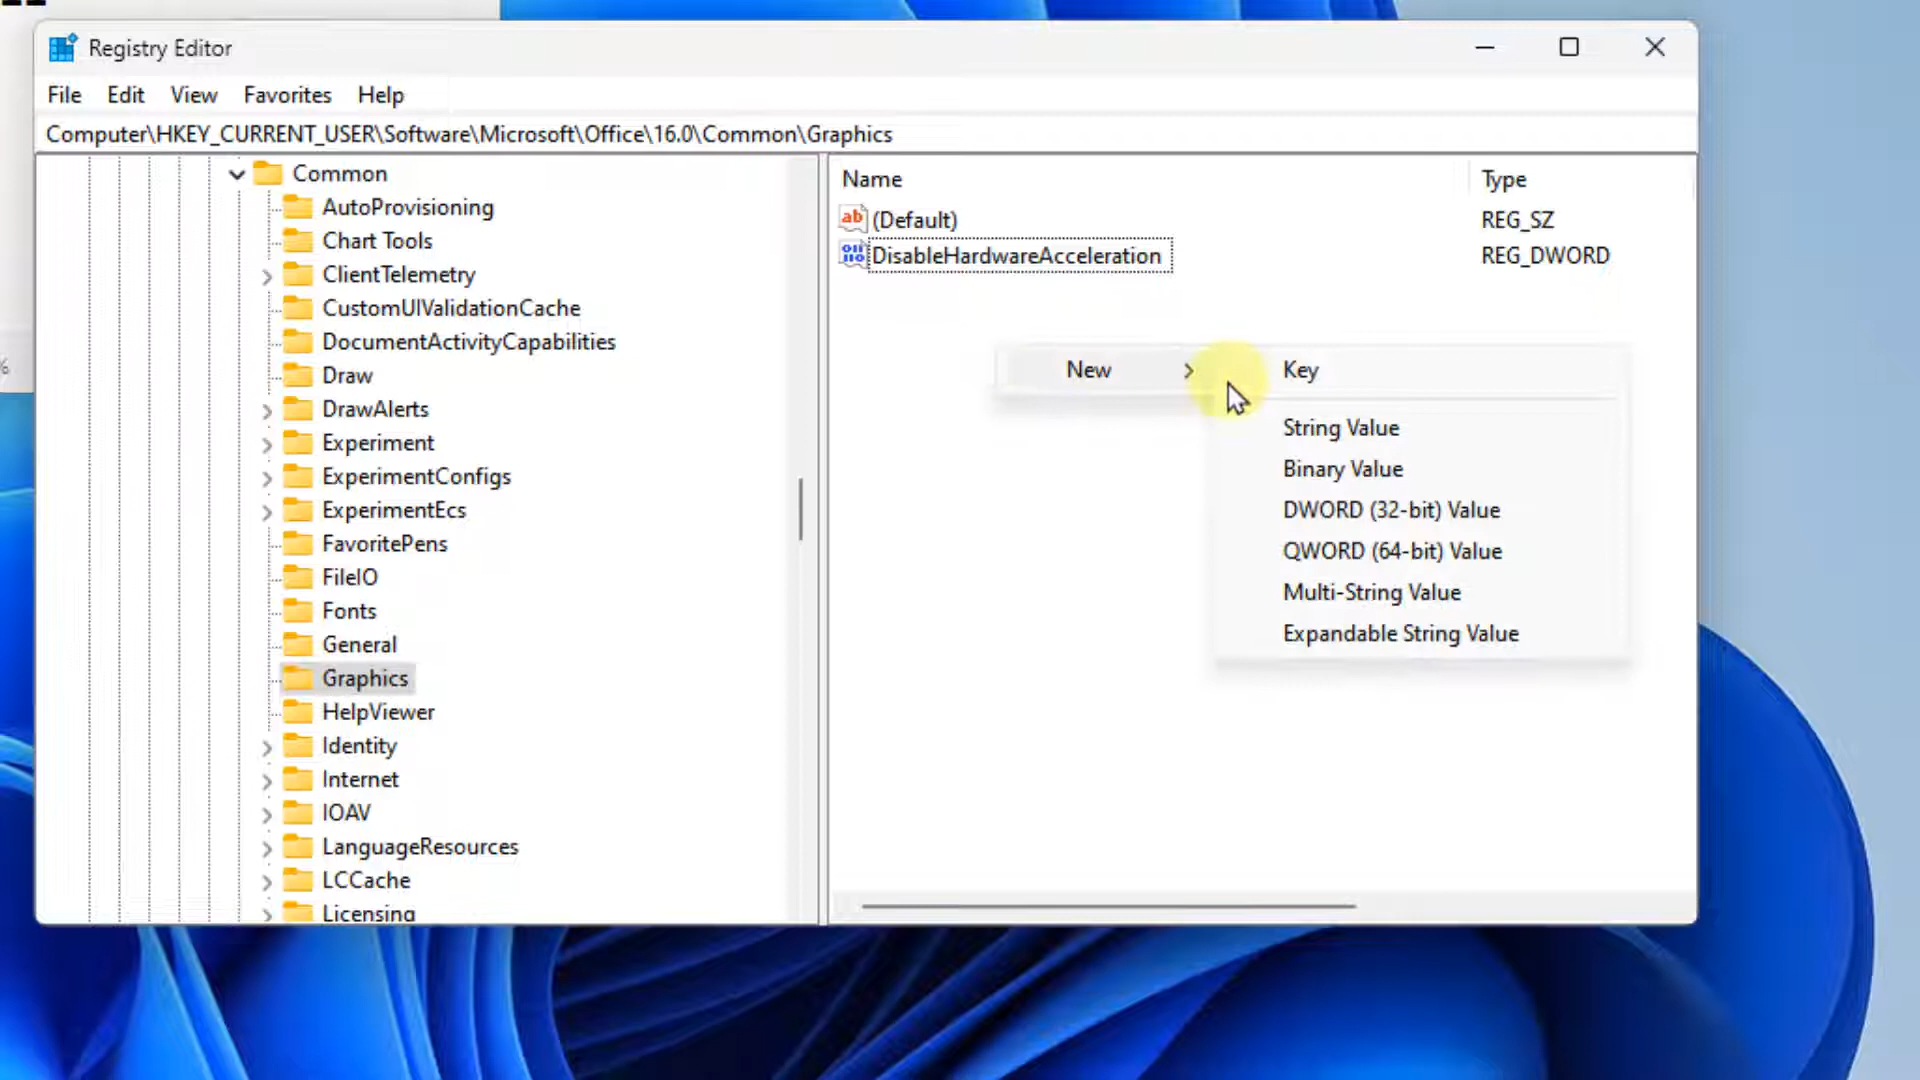 Registry Editor
File Edit View Favorites Help
Computer\HKEY_CURRENT_USER\Software\Microsoft\Office\16.0\Common\Graphics
Common
AutoProvisioning
Chart Tools
ClientTelemetry
CustomUIValidationCache
DocumentActivityCapabilities
Draw
DrawAlerts
Experiment
ExperimentConfigs
ExperimentEcs
FavoritePens
FileIO
Fonts
General
Graphics
HelpViewer
Identity
Internet
IOAV
LanguageResources
LCCache
Licensing
Name Type
(Default) REG_SZ
DisableHardwareAcceleration REG_DWORD
New
Key
String Value
Binary Value
DWORD (32-bit) Value
QWORD (64-bit) Value
Multi-String Value
Expandable String Value
%